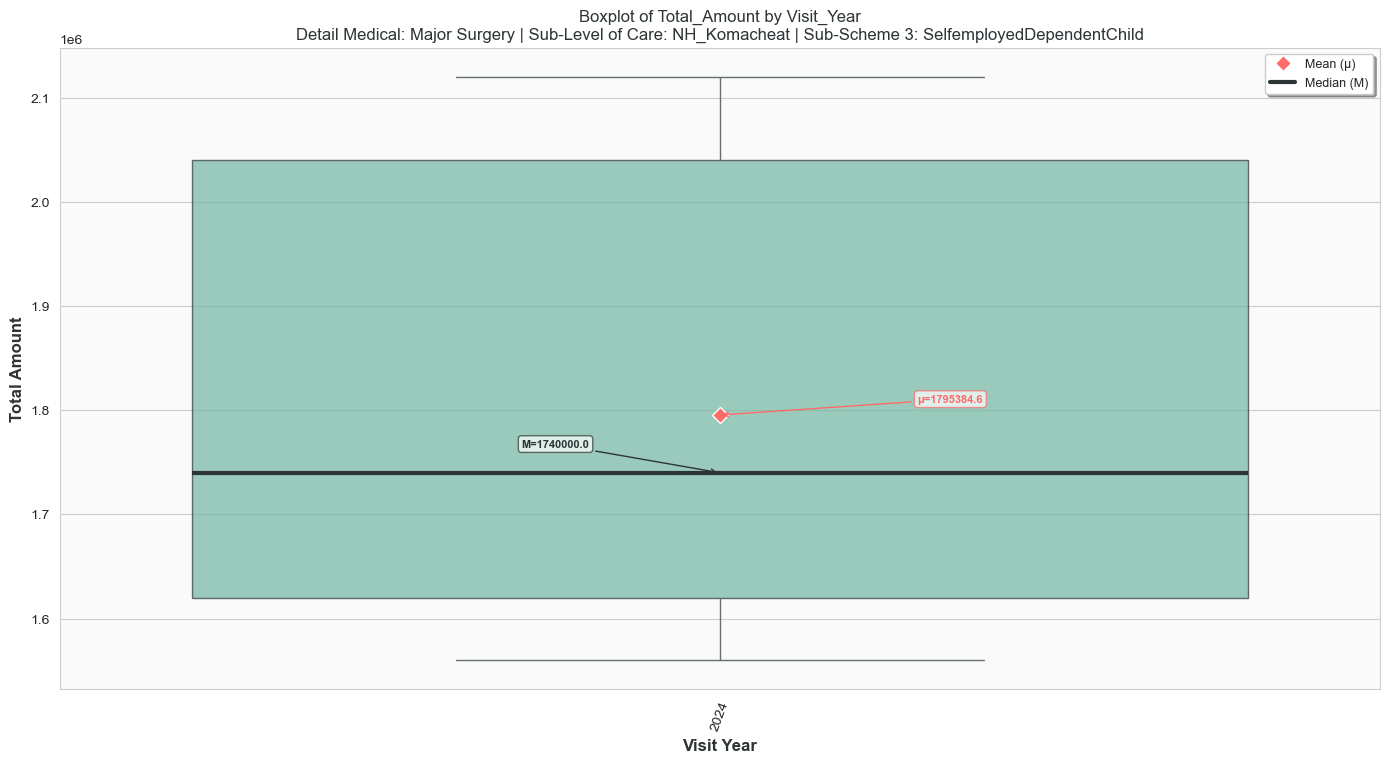 Boxplot of Total_Amount by Visit_Year
Detail Medical: Major Surgery | Sub-Level of Care: NH_Komacheat | Sub-Scheme 3: SelfemployedDependentChild
1e6
Mean (μ)
Median (M)
2.1
2.0
1.9
1.8
1.7
1.6
Total Amount
μ=1795384.6
M=1740000.0
2024
Visit Year